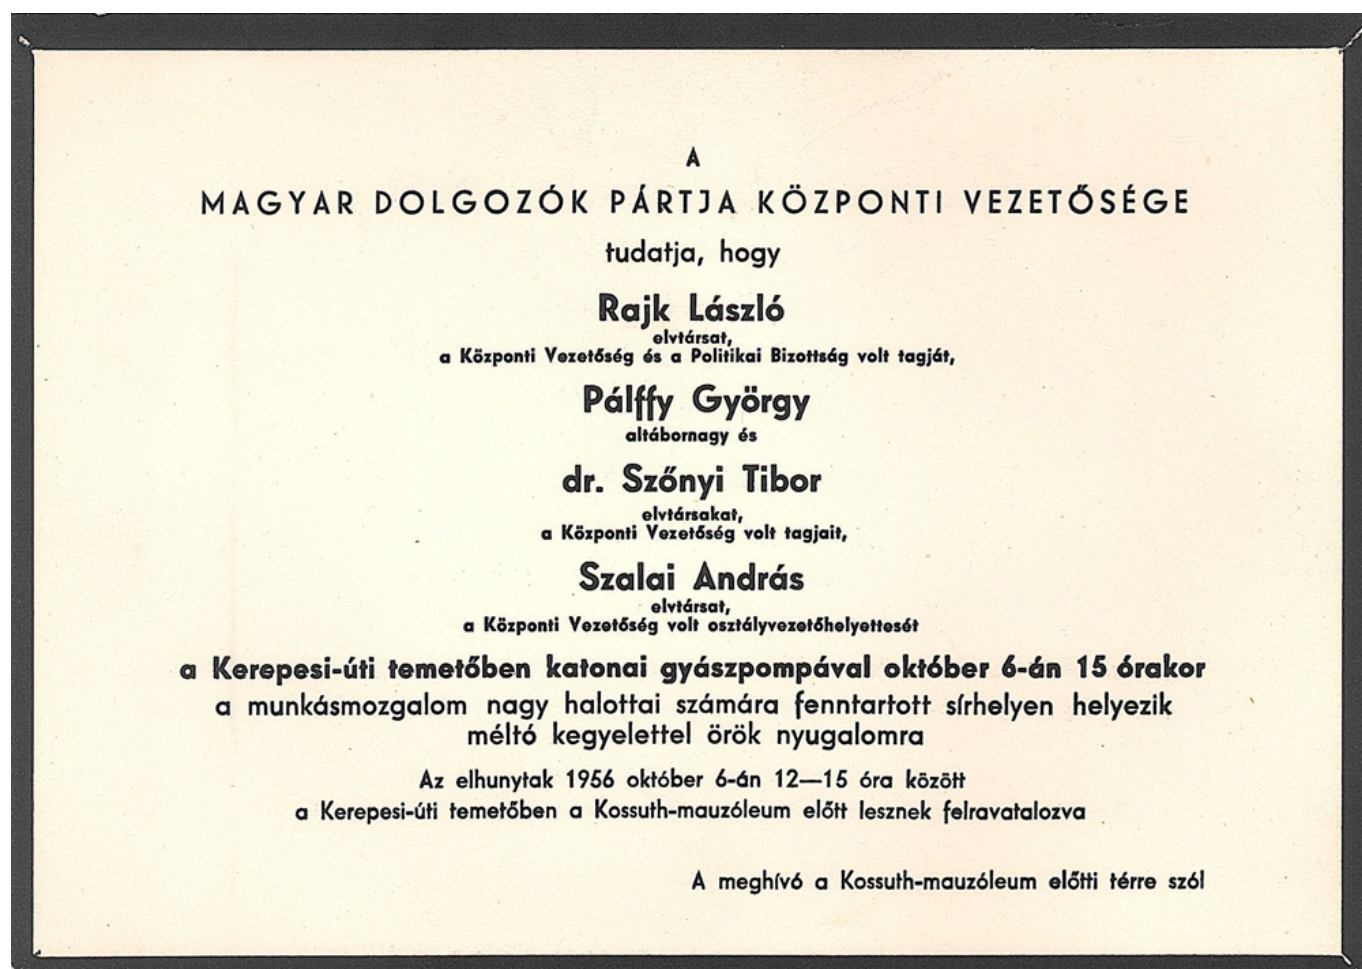 A
MAGYAR DOLGOZÓK PÁRTJA KÖZPONTI VEZETŐSÉGE
tudatja, hogy
Rajk László
elvtársat,
a Központi Vezetőség és a Politikai Bizottság volt tagját,
Pálffy György
altábornagy és
dr. Szőnyi Tibor
elvtársakat,
a Központi Vezetőség volt tagjait,
Szalai András
elvtársat,
a Központi Vezetőség volt osztályvezetőhelyettesét
a Kerepesi-úti temetőben katonai gyászpompával október 6-án 15 órakor
a munkásmozgalom nagy halottai számára fenntartott sírhelyen helyezik
méltó kegyelettel örök nyugalomra
Az elhunytak 1956 október 6-án 12—15 óra között
a Kerepesi-úti temetőben a Kossuth-mauzóleum előtt lesznek felravatalozva
A meghívó a Kossuth-mauzóleum előtti térre szól